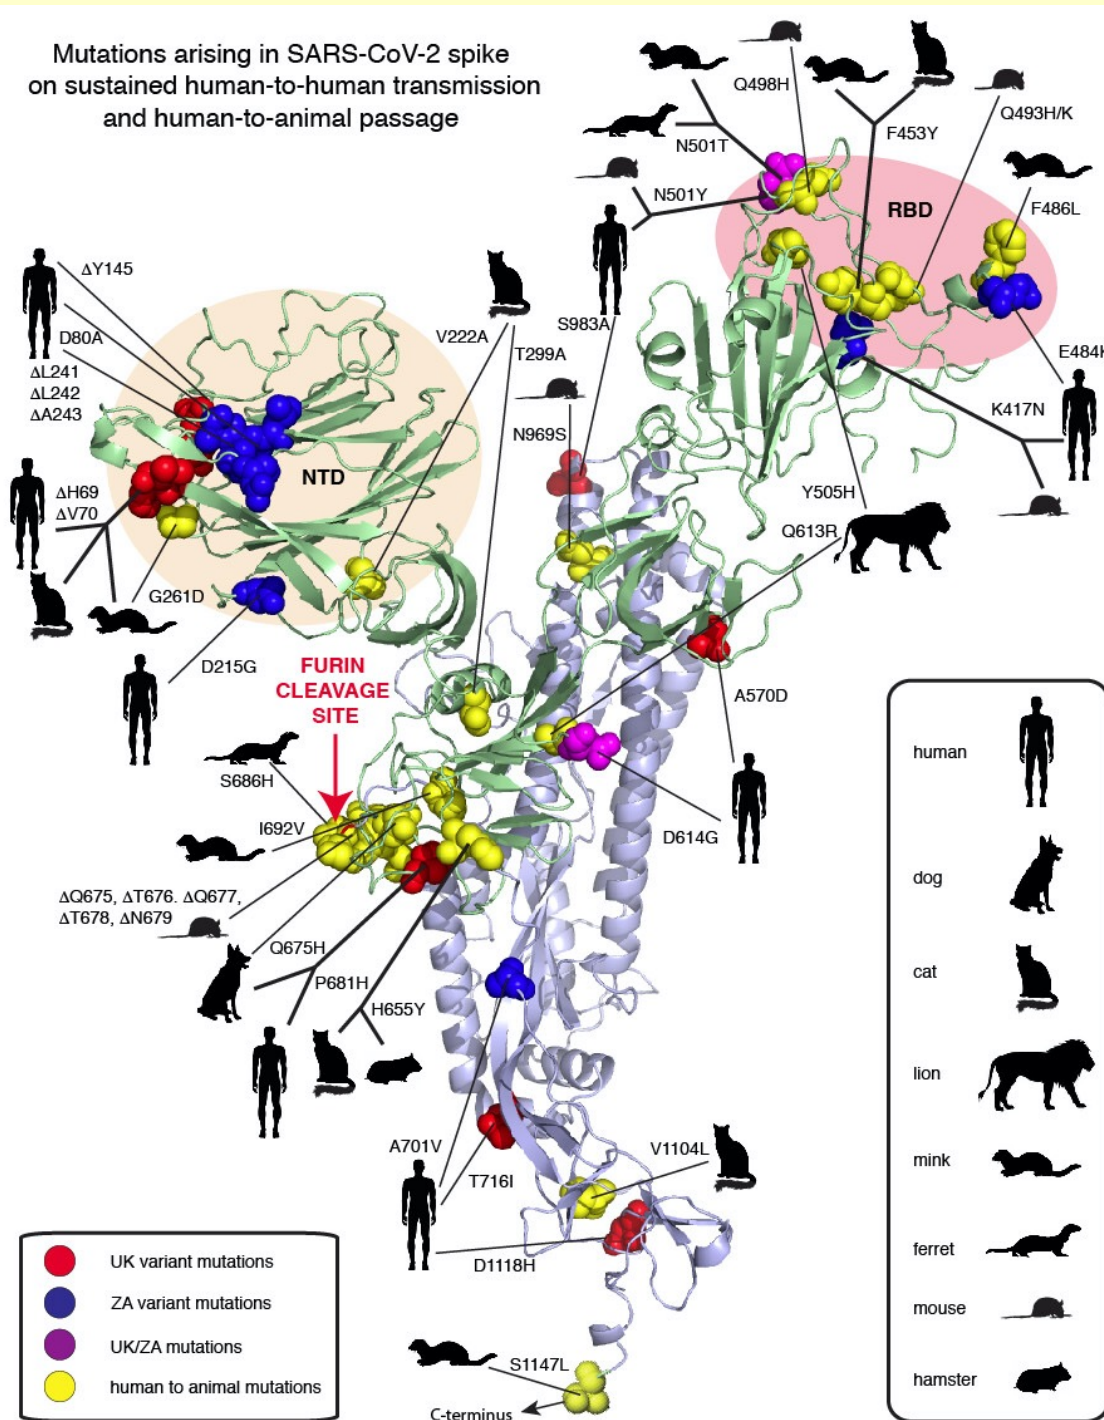 Mutations arising in SARS-CoV-2 spike
on sustained human-to-human transmission
and human-to-animal passage
Q498H
Q493H/K
N501T
F453Y
N501Y
RBD
F486L
ΔY145
V222A
S983A
D80A
T299A
E484K
ΔL241
ΔL242
ΔA243
K417N
N969S
NTD
ΔH69
ΔV70
Y505H
Q613R
G261D
D215G
FURIN
CLEAVAGE
SITE
A570D
S686H
I692V
D614G
ΔQ675, ΔT676. ΔQ677,
ΔT678, ΔN679
Q675H
P681H
H655Y
A701V
T716I
V1104L
D1118H
S1147L
C-terminus
UK variant mutations
ZA variant mutations
UK/ZA mutations
human to animal mutations
human
dog
cat
lion
mink
ferret
mouse
hamster